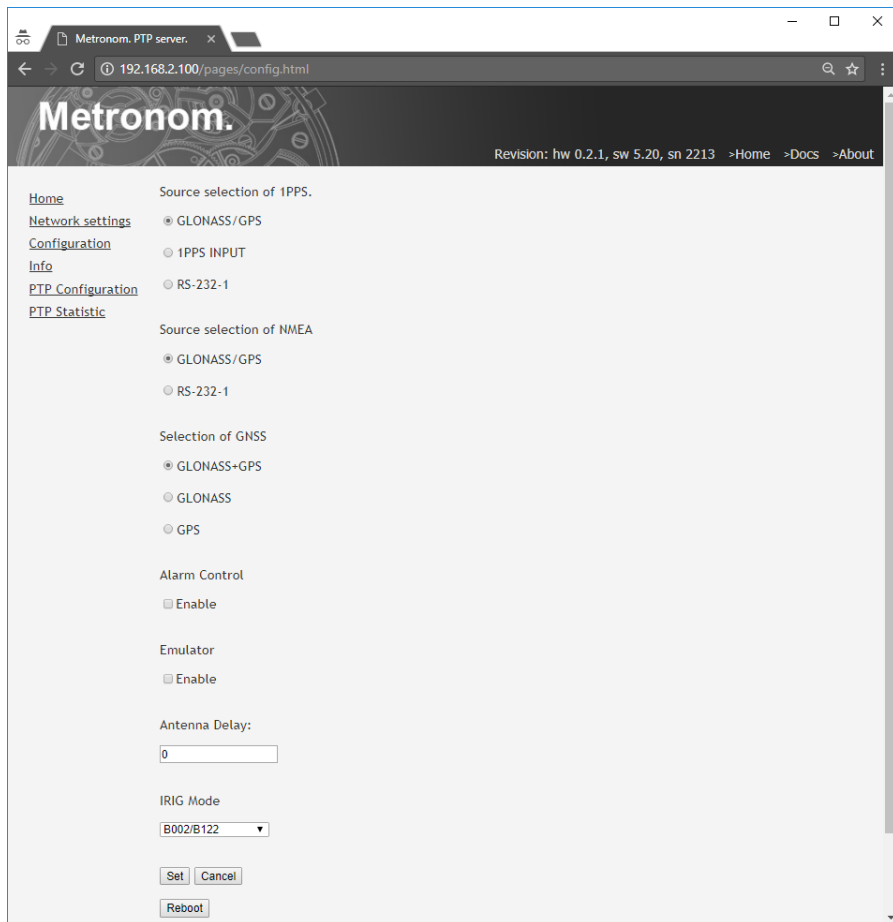 Metronom. PTP server.
192.168.2.100/pages/config.html
Metronom.
Revision: hw 0.2.1, sw 5.20, sn 2213 >Home >Docs >About
Home
Network settings
Configuration
Info
PTP Configuration
PTP Statistic
Source selection of 1PPS.
GLONASS/GPS
1PPS INPUT
RS-232-1
Source selection of NMEA
GLONASS/GPS
RS-232-1
Selection of GNSS
GLONASS+GPS
GLONASS
GPS
Alarm Control
Enable
Emulator
Enable
Antenna Delay:
0
IRIG Mode
B002/B122
Set Cancel
Reboot